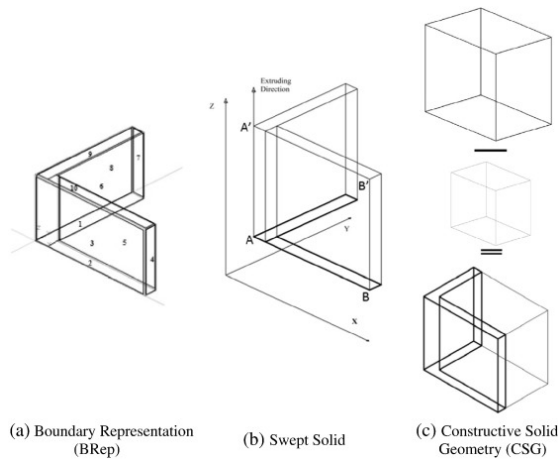 Extruding
Direction
Z
A'
9
7
8
10
6
B'
1
Y
A
3
5
4
2
B
X
(a) Boundary Representation
(BRep)
(b) Swept Solid
(c) Constructive Solid
Geometry (CSG)